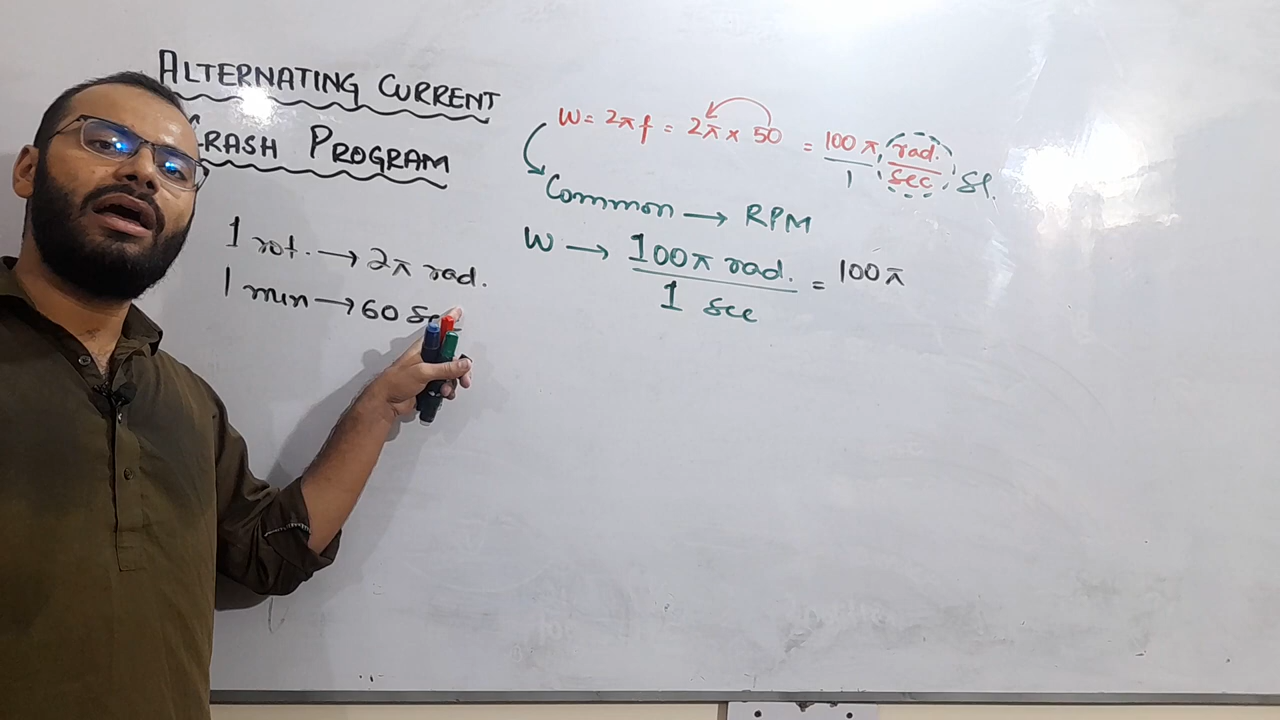 ALTERNATING CURRENT
CRASH PROGRAM
1 rot. → 2π rad.
1 min → 60 Sec
W = 2πf = 2π × 50 = 100π/1 rad./sec SI.
Common → RPM
W → 100π rad./1 sec = 100π